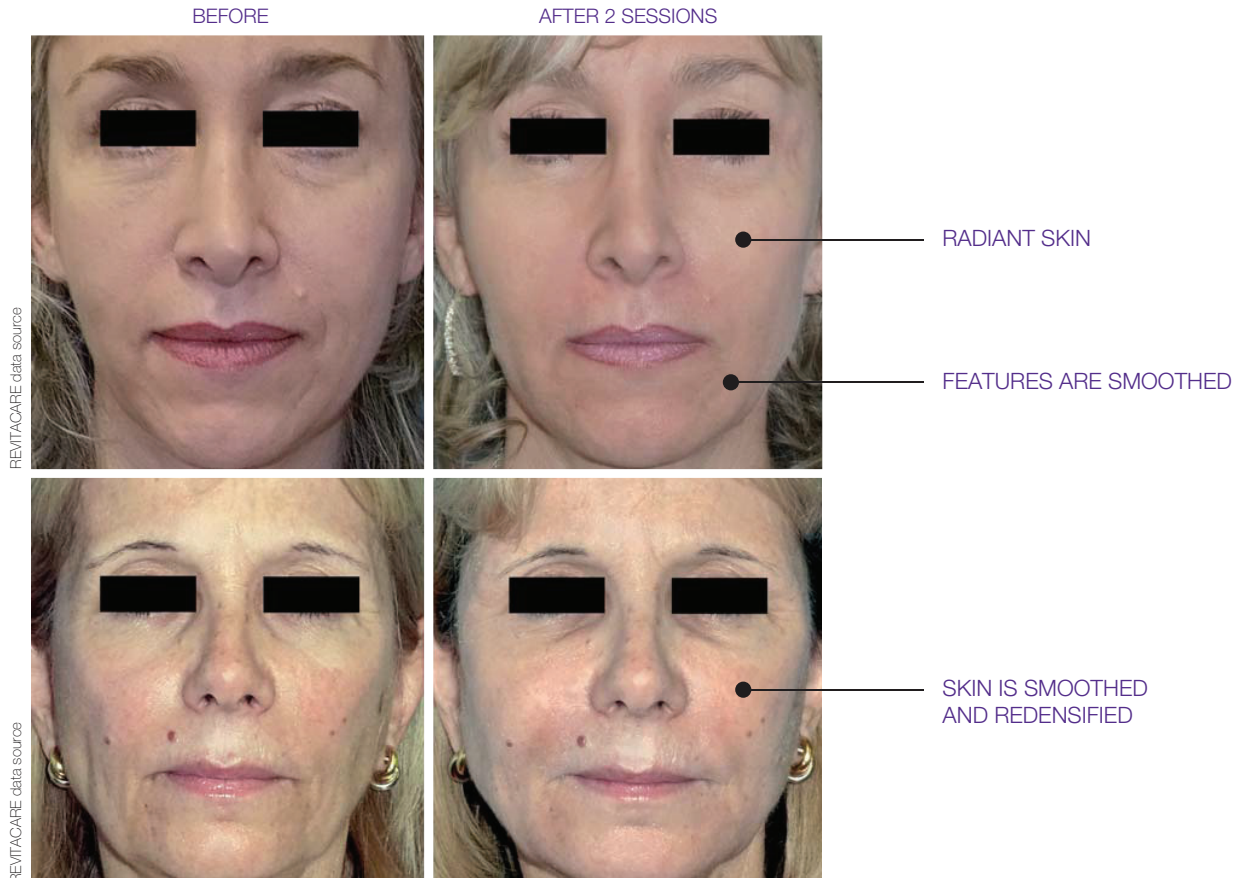 BEFORE
AFTER 2 SESSIONS
REVITACARE data source
RADIANT SKIN
FEATURES ARE SMOOTHED
REVITACARE data source
SKIN IS SMOOTHED
AND REDENSIFIED